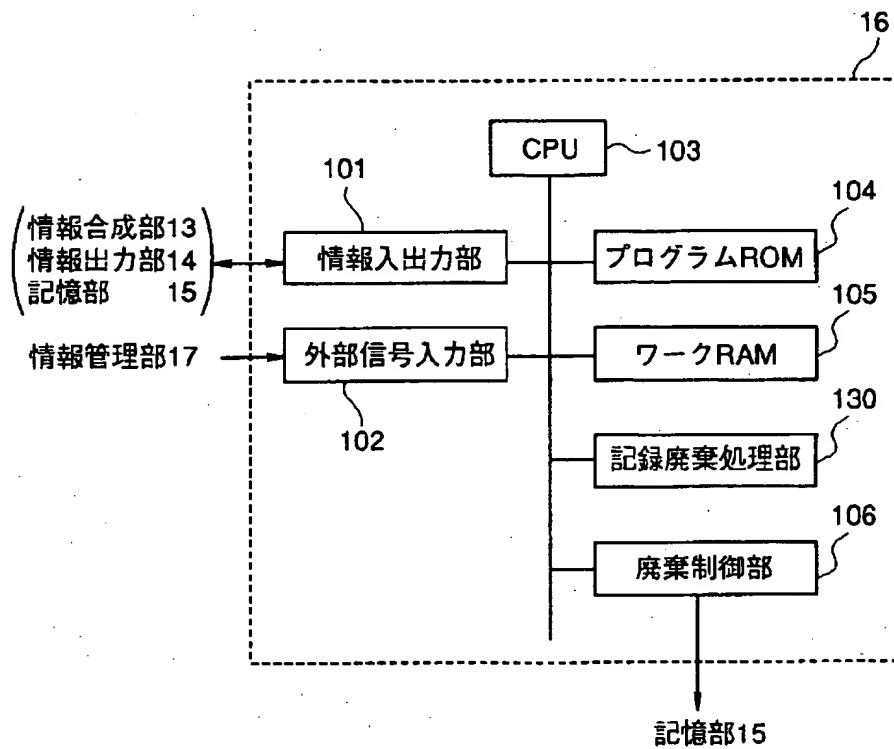 16
CPU
103
101
104
情報合成部13
情報出力部14
記憶部 15
情報入出力部
プログラムROM
105
情報管理部17
外部信号入力部
ワークRAM
102
130
記録廃棄処理部
106
廃棄制御部
記憶部15